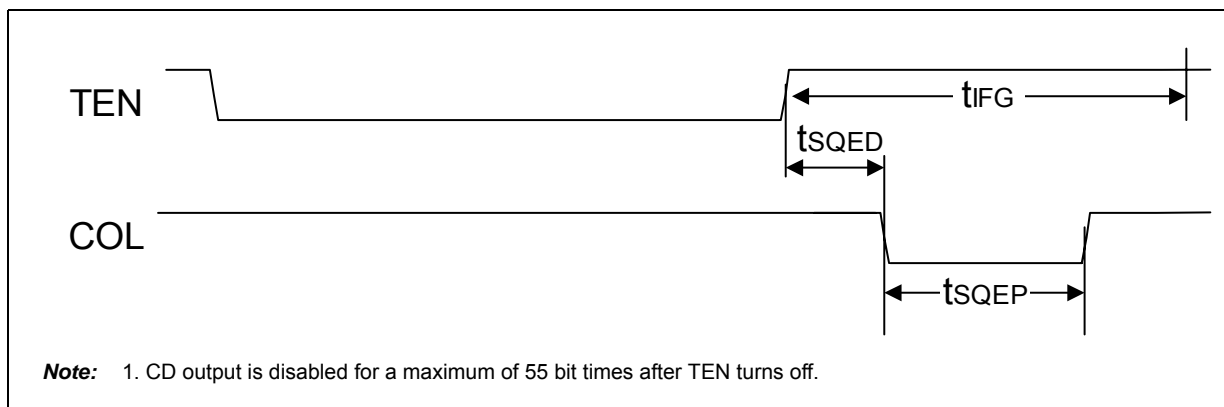 TEN
tIFG
tSQED
COL
tSQEP
Note: 1. CD output is disabled for a maximum of 55 bit times after TEN turns off.